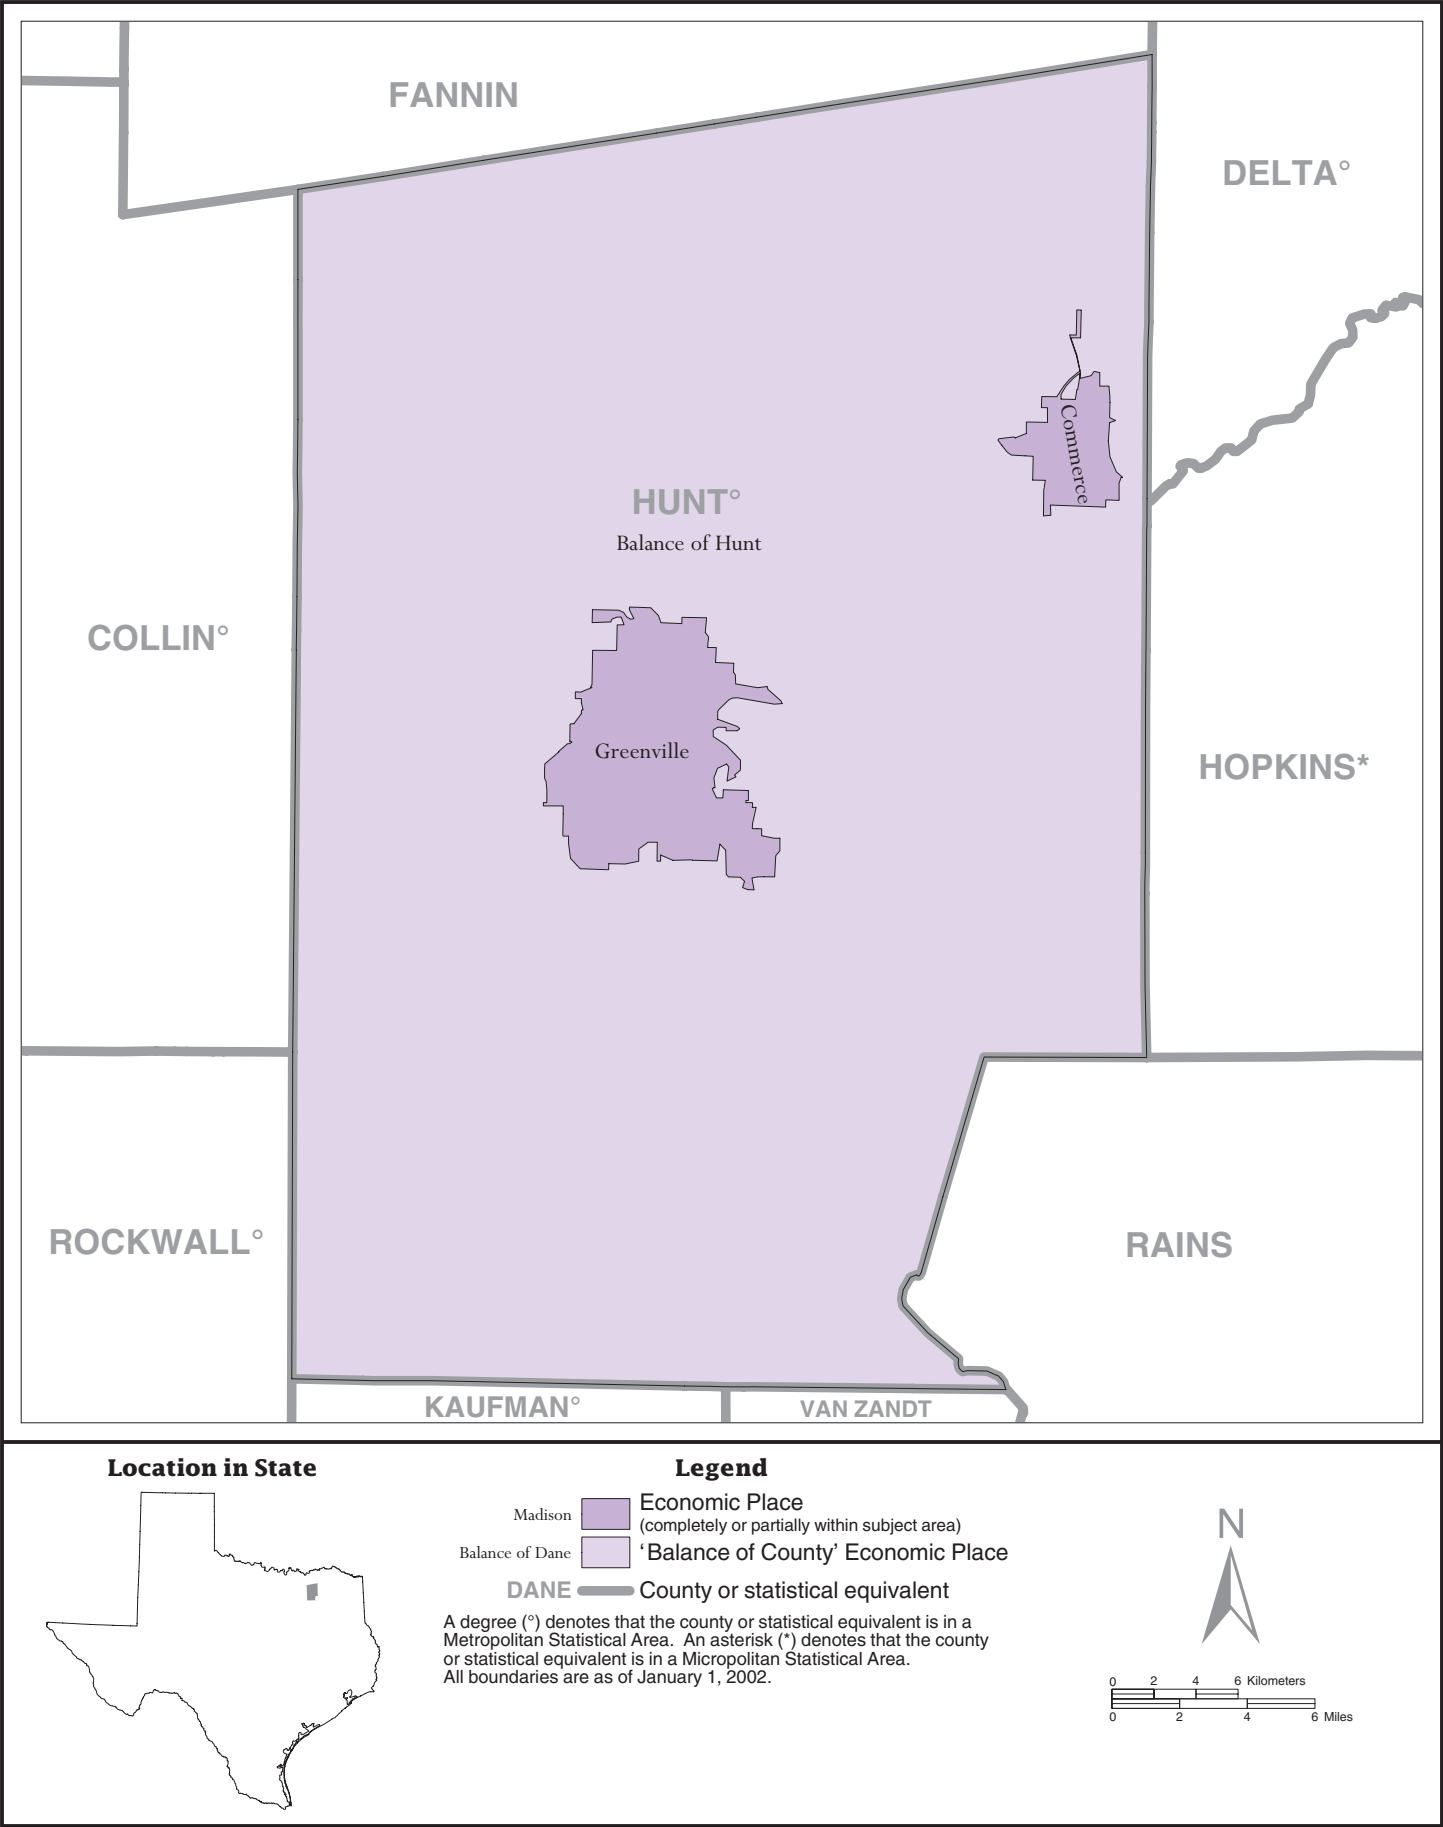 FANNIN
DELTA°
HUNT°
Balance of Hunt
Commerce
COLLIN°
Greenville
HOPKINS*
ROCKWALL°
RAINS
KAUFMAN°
VAN ZANDT
Location in State
Legend
Madison
Economic Place
(completely or partially within subject area)
Balance of Dane
‘Balance of County’ Economic Place
DANE
County or statistical equivalent
A degree (°) denotes that the county or statistical equivalent is in a
Metropolitan Statistical Area.  An asterisk (*) denotes that the county
or statistical equivalent is in a Micropolitan Statistical Area.
All boundaries are as of January 1, 2002.
N
0 2 4 6 Kilometers
0 2 4 6 Miles